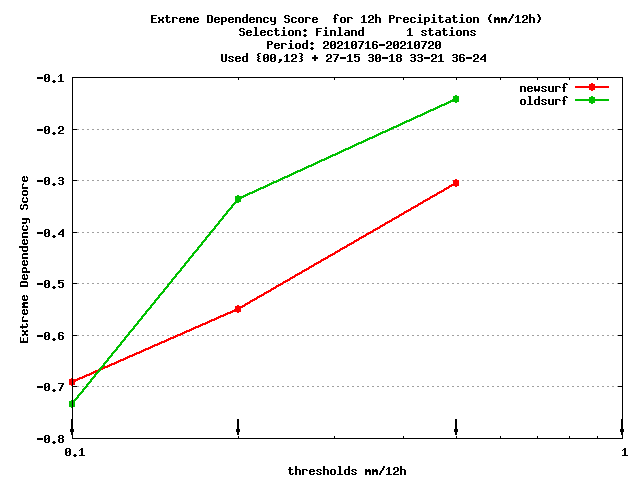 Extreme Dependency Score  for 12h Precipitation (mm/12h)
Selection: Finland      1 stations
Period: 20210716-20210720
Used {00,12} + 27-15 30-18 33-21 36-24
newsurf
oldsurf
Extreme Dependency Score
-0.1
-0.2
-0.3
-0.4
-0.5
-0.6
-0.7
-0.8
0.1
1
thresholds mm/12h